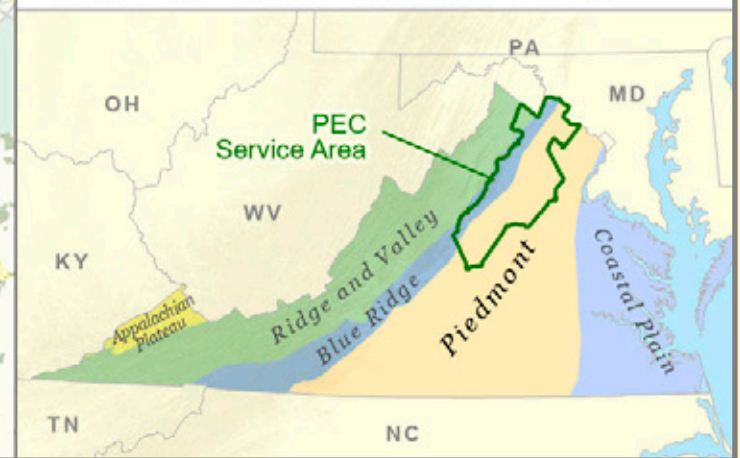 PA
OH
MD
PEC
Service Area
WV
KY
Ridge and Valley
Blue Ridge
Piedmont
Coastal Plain
Appalachian
Plateau
TN
NC